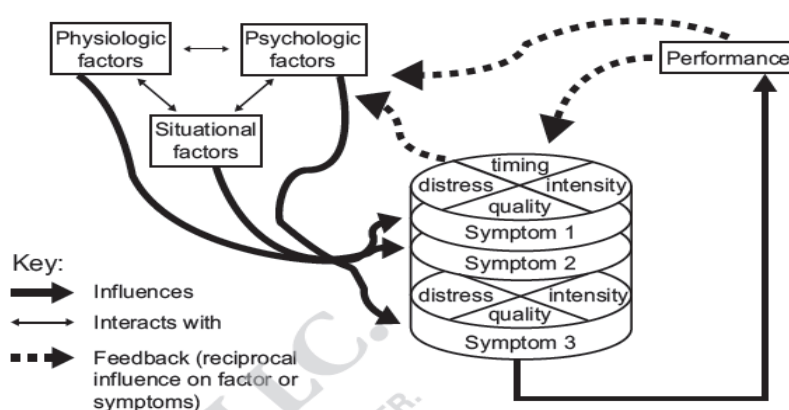 Physiologic
factors
Psychologic
factors
Situational
factors
Performance
timing
distress
intensity
quality
Symptom 1
Symptom 2
distress
intensity
quality
Symptom 3
Key:
Influences
Interacts with
Feedback (reciprocal
influence on factor or
symptoms)
LLC.